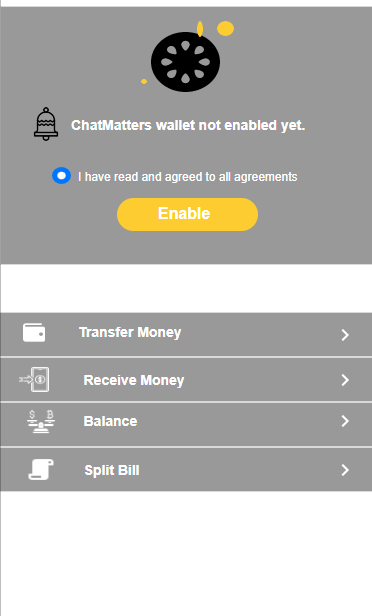 ChatMatters wallet not enabled yet.
I have read and agreed to all agreements
Enable
Transfer Money
Receive Money
Balance
Split Bill